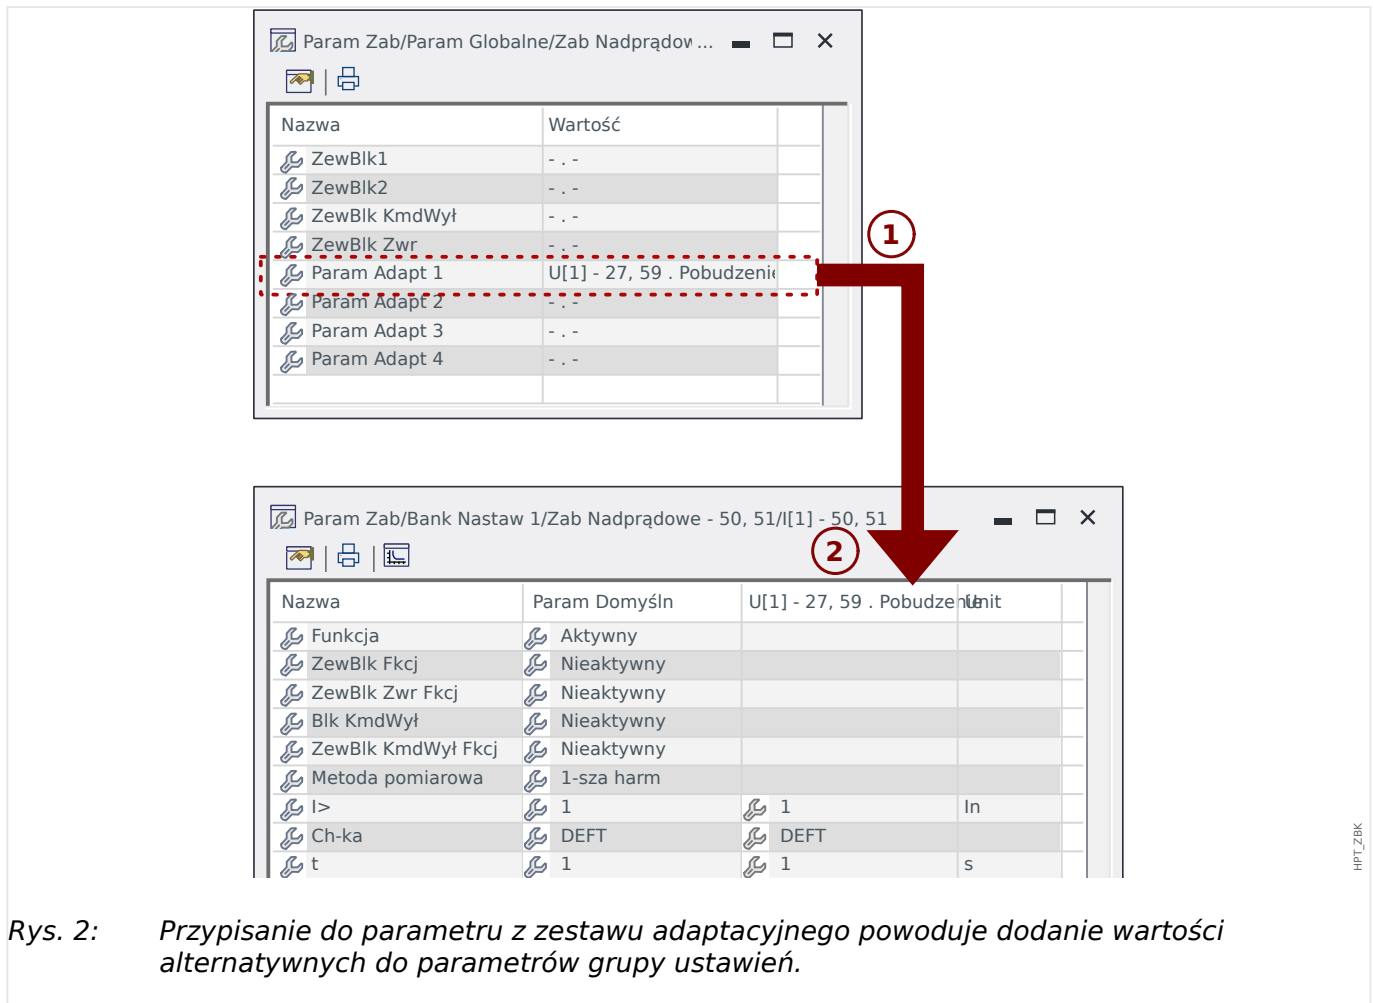 Param Zab/Param Globalne/Zab Nadprądow...
Nazwa Wartość
ZewBlk1 - . -
ZewBlk2 - . -
ZewBlk KmdWył - . -
ZewBlk Zwr - . -
Param Adapt 1 U[1] - 27, 59 . Pobudzenie
Param Adapt 2 - . -
Param Adapt 3 - . -
Param Adapt 4 - . -
1
Param Zab/Bank Nastaw 1/Zab Nadprądowe - 50, 51/I[1] - 50, 51
2
Nazwa Param Domyśln U[1] - 27, 59 . Pobudzenie Unit
Funkcja Aktywny
ZewBlk Fkcj Nieaktywny
ZewBlk Zwr Fkcj Nieaktywny
Blk KmdWył Nieaktywny
ZewBlk KmdWył Fkcj Nieaktywny
Metoda pomiarowa 1-sza harm
I> 1 1 In
Ch-ka DEFT DEFT
t 1 1 s
HPT_ZBK
Rys. 2: Przypisanie do parametru z zestawu adaptacyjnego powoduje dodanie wartości
alternatywnych do parametrów grupy ustawień.